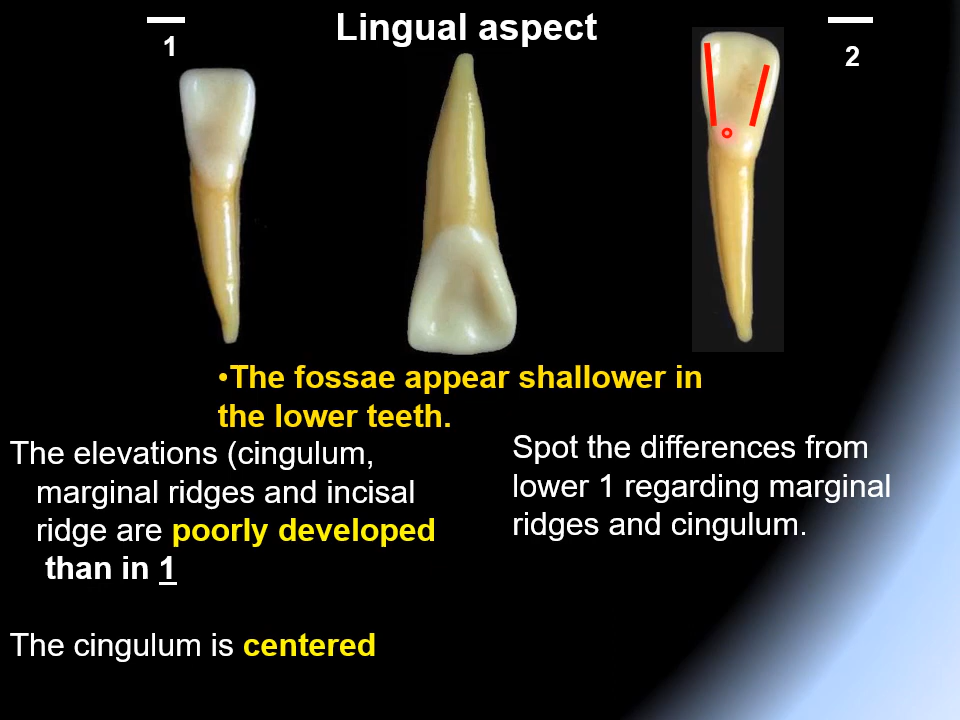 Lingual aspect
1
2
•The fossae appear shallower in
the lower teeth.
The elevations (cingulum,
marginal ridges and incisal
ridge are poorly developed
than in 1
The cingulum is centered
Spot the differences from
lower 1 regarding marginal
ridges and cingulum.